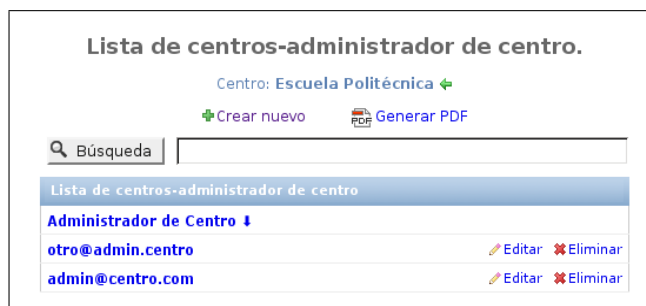 Lista de centros-administrador de centro.
Centro: Escuela Politécnica
Crear nuevo PDF Generar PDF
Búsqueda
Lista de centros-administrador de centro
Administrador de Centro
otro@admin.centro Editar Eliminar
admin@centro.com Editar Eliminar